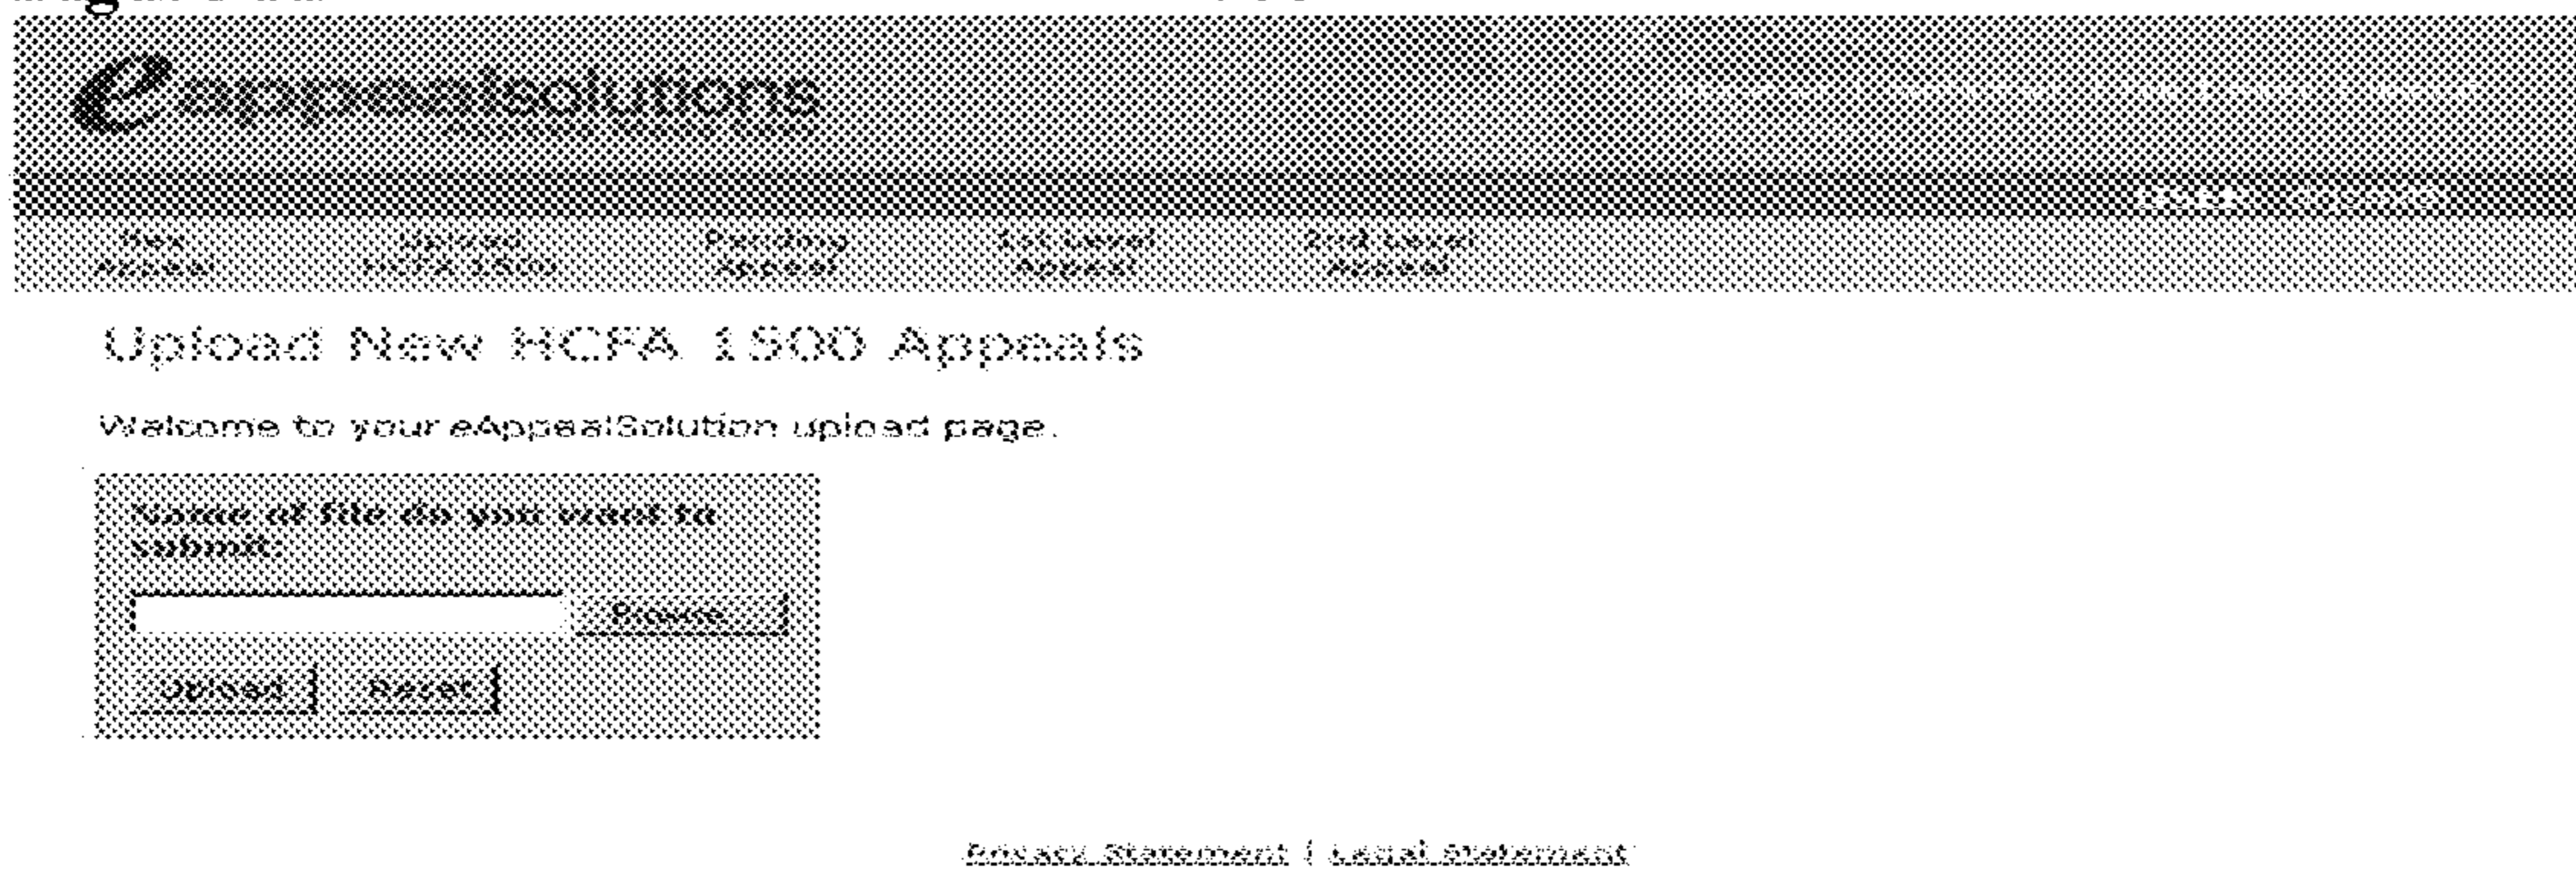 eappealsolutions
New Appeal
Upload HCFA 1500
Pending Appeal
1st Level Appeal
2nd Level Appeal
Upload New HCFA 1500 Appeals
Welcome to your eAppealSolution upload page.
Name of file do you want to
submit:
Browse...
Upload Reset
Privacy Statement | Legal Statement